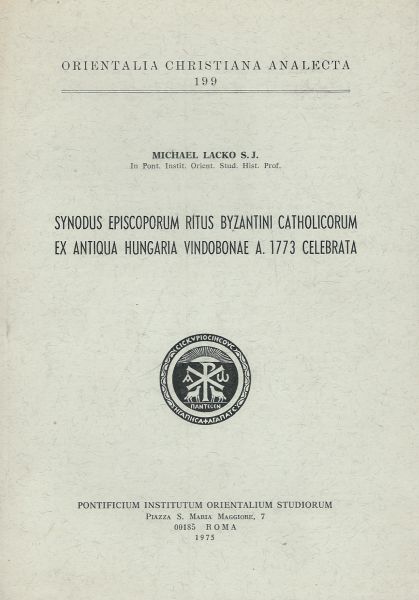 ORIENTALIA CHRISTIANA ANALECTA
199
MICHAEL LACKO S. J.
In Pont. Instit. Orient. Stud. Hist. Prof.
SYNODUS EPISCOPORUM RITUS BYZANTINI CATHOLICORUM
EX ANTIQUA HUNGARIA VINDOBONAE A. 1773 CELEBRATA
Α Ω
ΠΑΝΤΕϹΕΝ
PONTIFICIUM INSTITUTUM ORIENTALIUM STUDIORUM
PIAZZA S. MARIA MAGGIORE, 7
00185 ROMA
1975